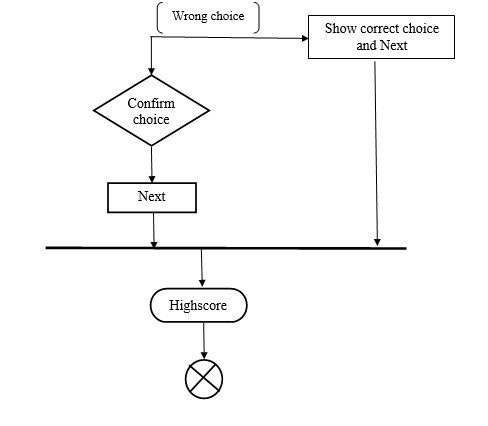 Wrong choice
Show correct choice
and Next
Confirm
choice
Next
Highscore